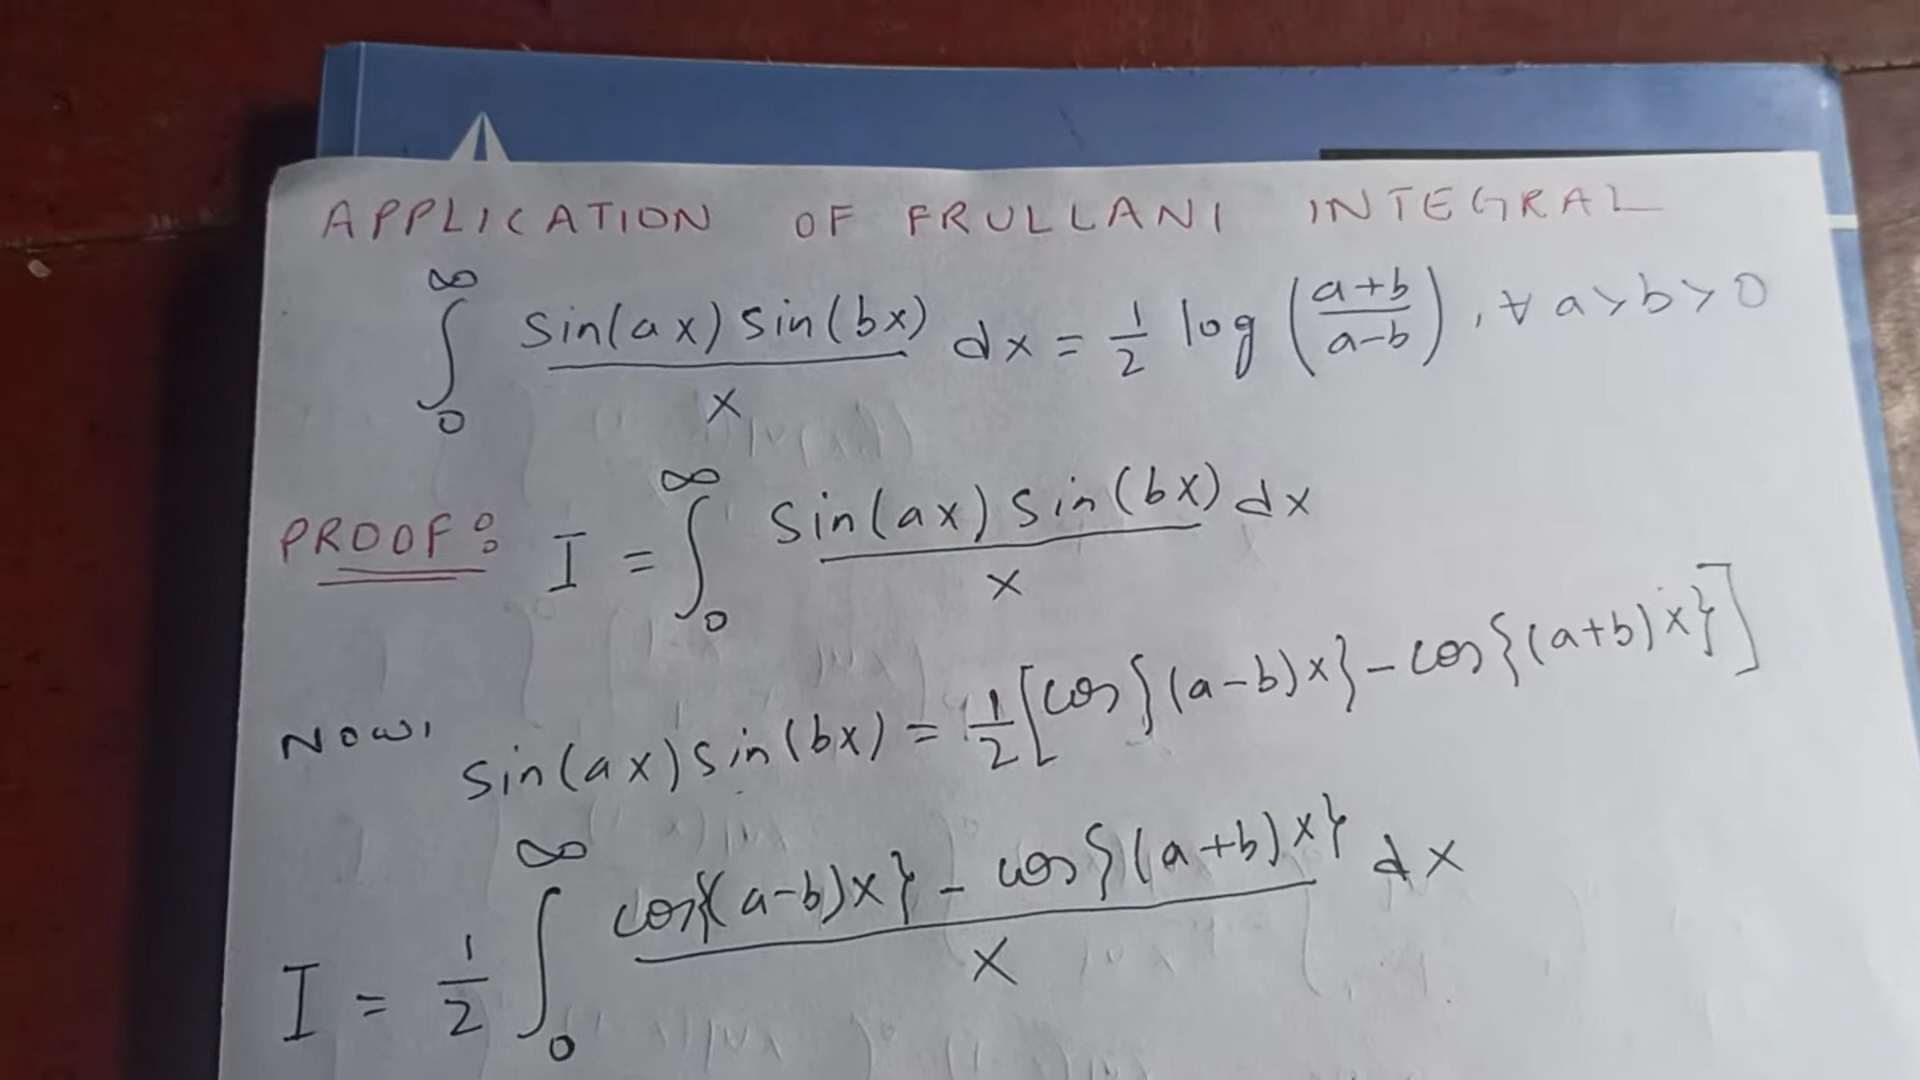 APPLICATION OF FRULLANI INTEGRAL
∫₀^∞ sin(ax) sin(bx) / x dx = 1/2 log ((a+b)/(a-b)), ∀ a>b>0
PROOF: I = ∫₀^∞ sin(ax) sin(bx) / x dx
NOW, sin(ax) sin(bx) = 1/2 [cos{(a-b)x} - cos{(a+b)x}]
I = 1/2 ∫₀^∞ cos{(a-b)x} - cos{(a+b)x} / x dx